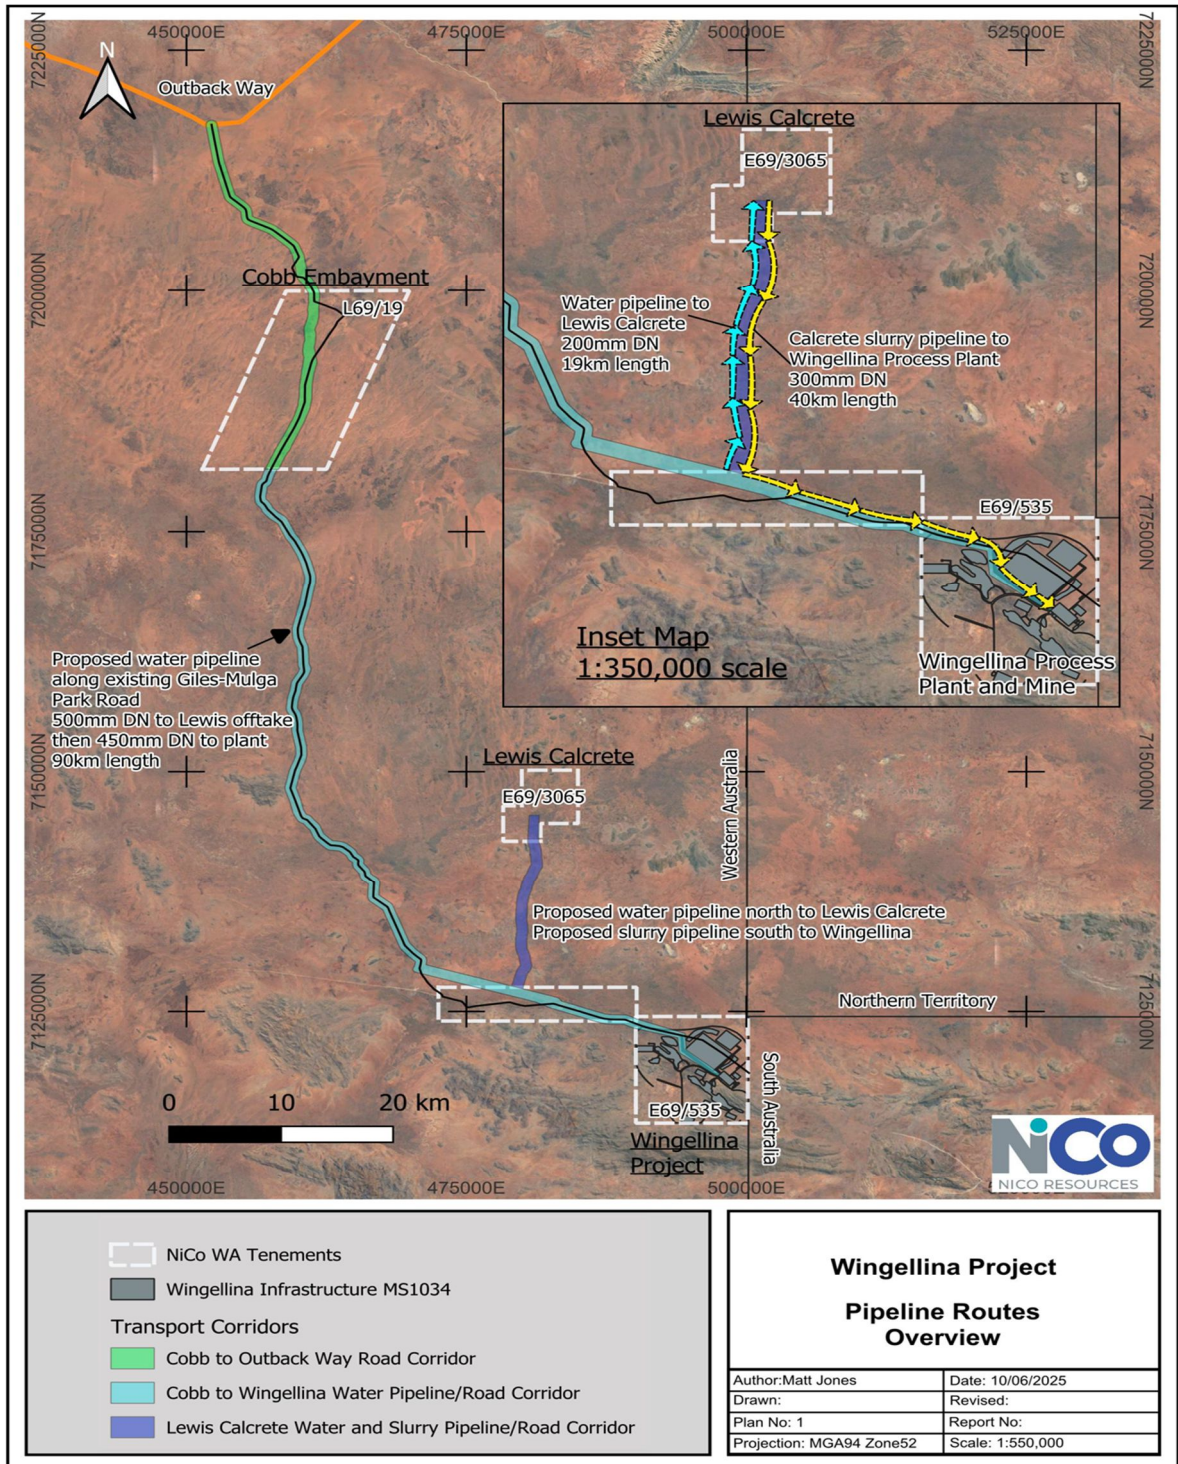 450000E
475000E
500000E
525000E
7225000N
7225000N
N
Outback Way
Lewis Calcrete
E69/3065
Cobb Embayment
L69/19
7200000N
7200000N
Water pipeline to
Lewis Calcrete
200mm DN
19km length
Calcrete slurry pipeline to
Wingellina Process Plant
300mm DN
40km length
E69/535
7175000N
7175000N
Inset Map
1:350,000 scale
Wingellina Process
Plant and Mine
Proposed water pipeline
along existing Giles-Mulga
Park Road
500mm DN to Lewis offtake
then 450mm DN to plant
90km length
Lewis Calcrete
E69/3065
7150000N
7150000N
Western Australia
Proposed water pipeline north to Lewis Calcrete
Proposed slurry pipeline south to Wingellina
Northern Territory
7125000N
7125000N
South Australia
0 10 20 km
E69/535
Wingellina
Project
NiCo
NICO RESOURCES
450000E
475000E
500000E
NiCo WA Tenements
Wingellina Infrastructure MS1034
Transport Corridors
Cobb to Outback Way Road Corridor
Cobb to Wingellina Water Pipeline/Road Corridor
Lewis Calcrete Water and Slurry Pipeline/Road Corridor
Wingellina Project
Pipeline Routes
Overview
Author:Matt Jones
Date: 10/06/2025
Drawn:
Revised:
Plan No: 1
Report No:
Projection: MGA94 Zone52
Scale: 1:550,000